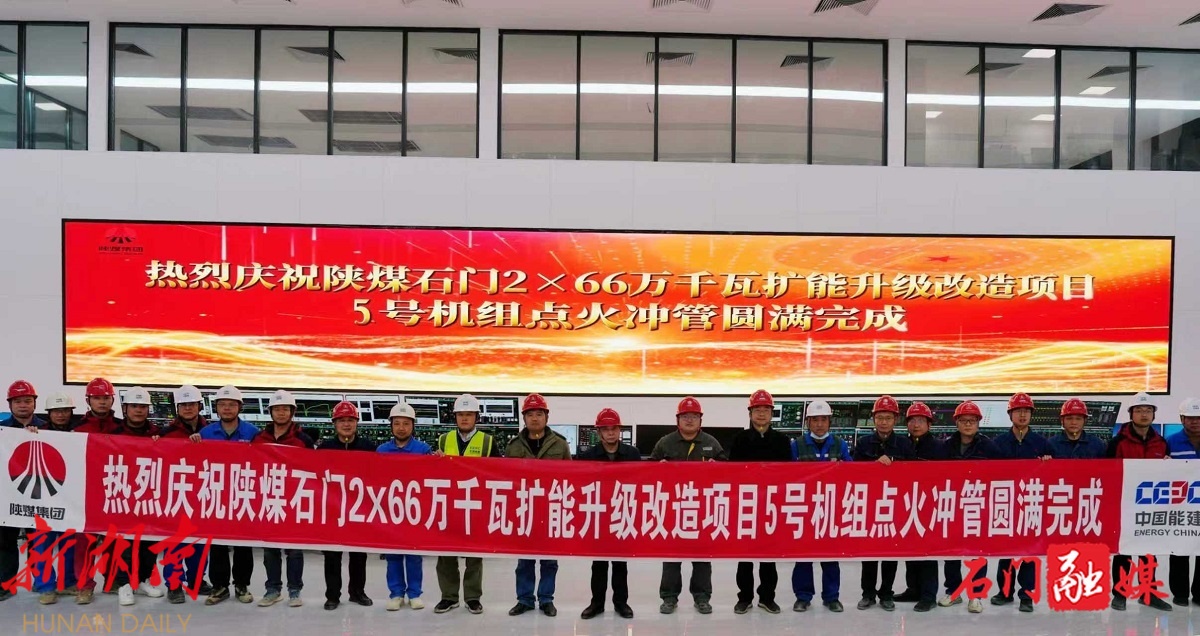 陕煤集团
热烈庆祝陕煤石门2×66万千瓦扩能升级改造项目
5号机组点火冲管圆满完成
陕煤集团
热烈庆祝陕煤石门2x66万千瓦扩能升级改造项目5号机组点火冲管圆满完成
中国能建
ENERGY CHINA
新湖南
HUNAN DAILY
石门融媒